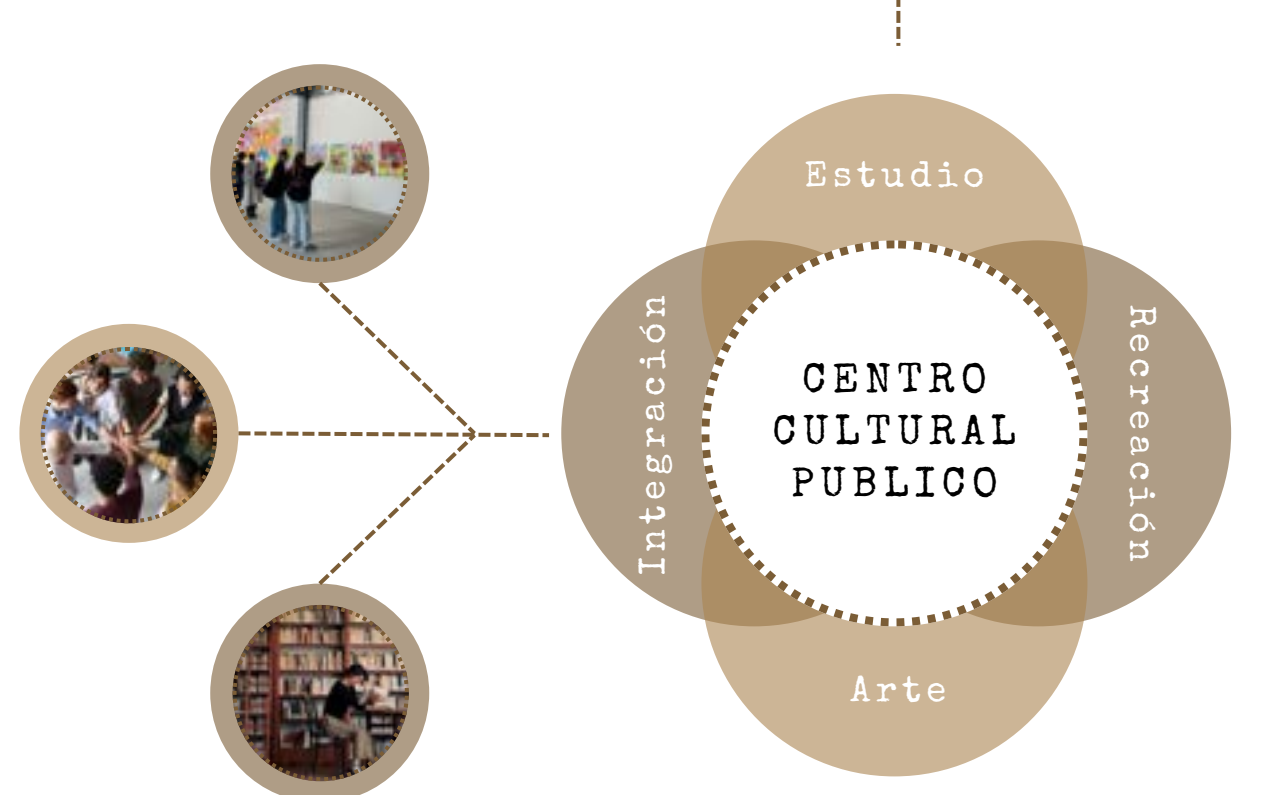 Estudio
Integración
CENTRO
CULTURAL
PUBLICO
Recreación
Arte